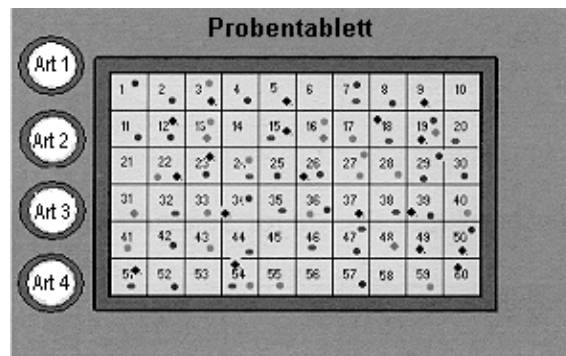 Probentablett
Art 1
1 2 3 4 5 6 7 8 9 10
11 12 13 14 15 16 17 18 19 20
Art 2
21 22 23 24 25 26 27 28 29 30
Art 3
31 32 33 34 35 36 37 38 39 40
41 42 43 44 45 46 47 48 49 50
Art 4
51 52 53 54 55 56 57 58 59 60